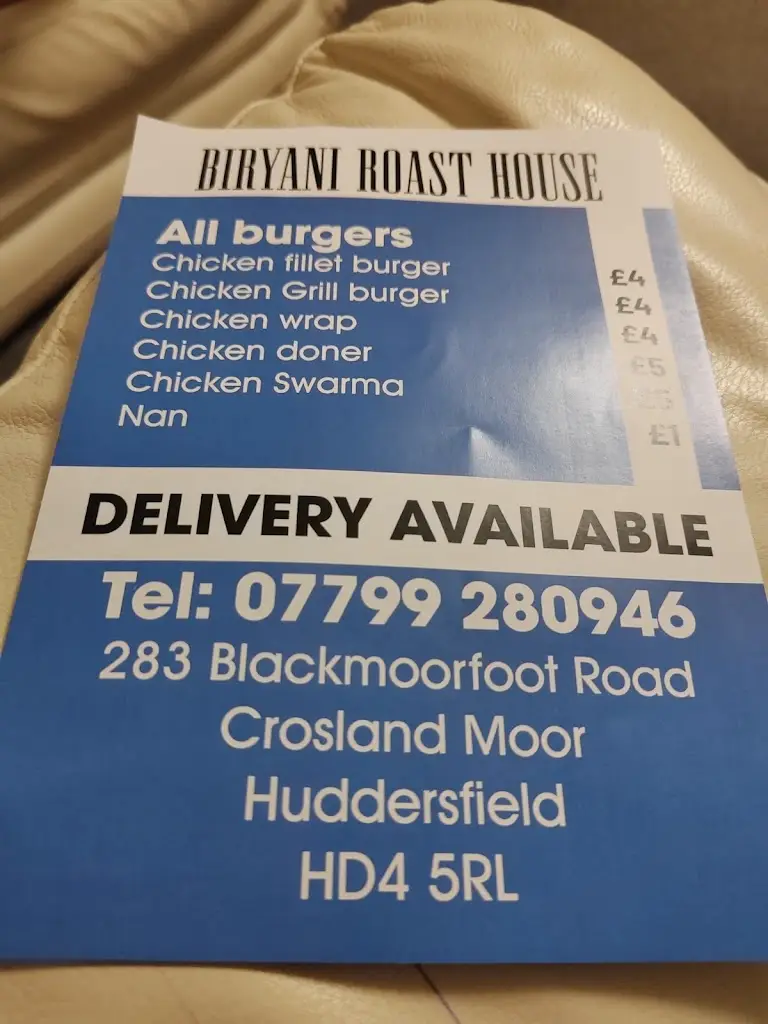 BIRYANI ROAST HOUSE
All burgers
Chicken fillet burger £4
Chicken Grill burger £4
Chicken wrap £4
Chicken doner £5
Chicken Swarma
Nan £1
DELIVERY AVAILABLE
Tel: 07799 280946
283 Blackmoorfoot Road
Crosland Moor
Huddersfield
HD4 5RL